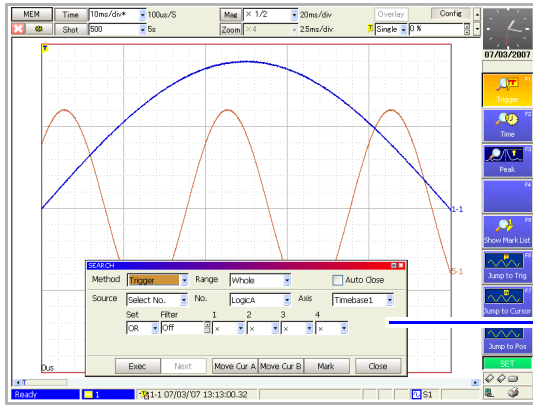 MEM Time 10ms/div* 100us/S Mag × 1/2 20ms/div Overlay Config
Shot 500 5s Zoom ×4 2.5ms/div T Single 0 %
07/03/2007
T
F1
Trigger
F2
Time
F3
Peak
F4
1-1
Show Mark List
5-1
Jump to Trig
Jump to Cursor
Jump to Pos
SET
SEARCH
Method Trigger Range Whole Auto Close
Source Select No. No. LogicA Axis Timebase1
Set Filter 1 2 3 4
OR Off × × × ×
Exec Next Move Cur A Move Cur B Mark Close
0us
Ready 1 1-1 07/03/'07 13:13:00.32 S1